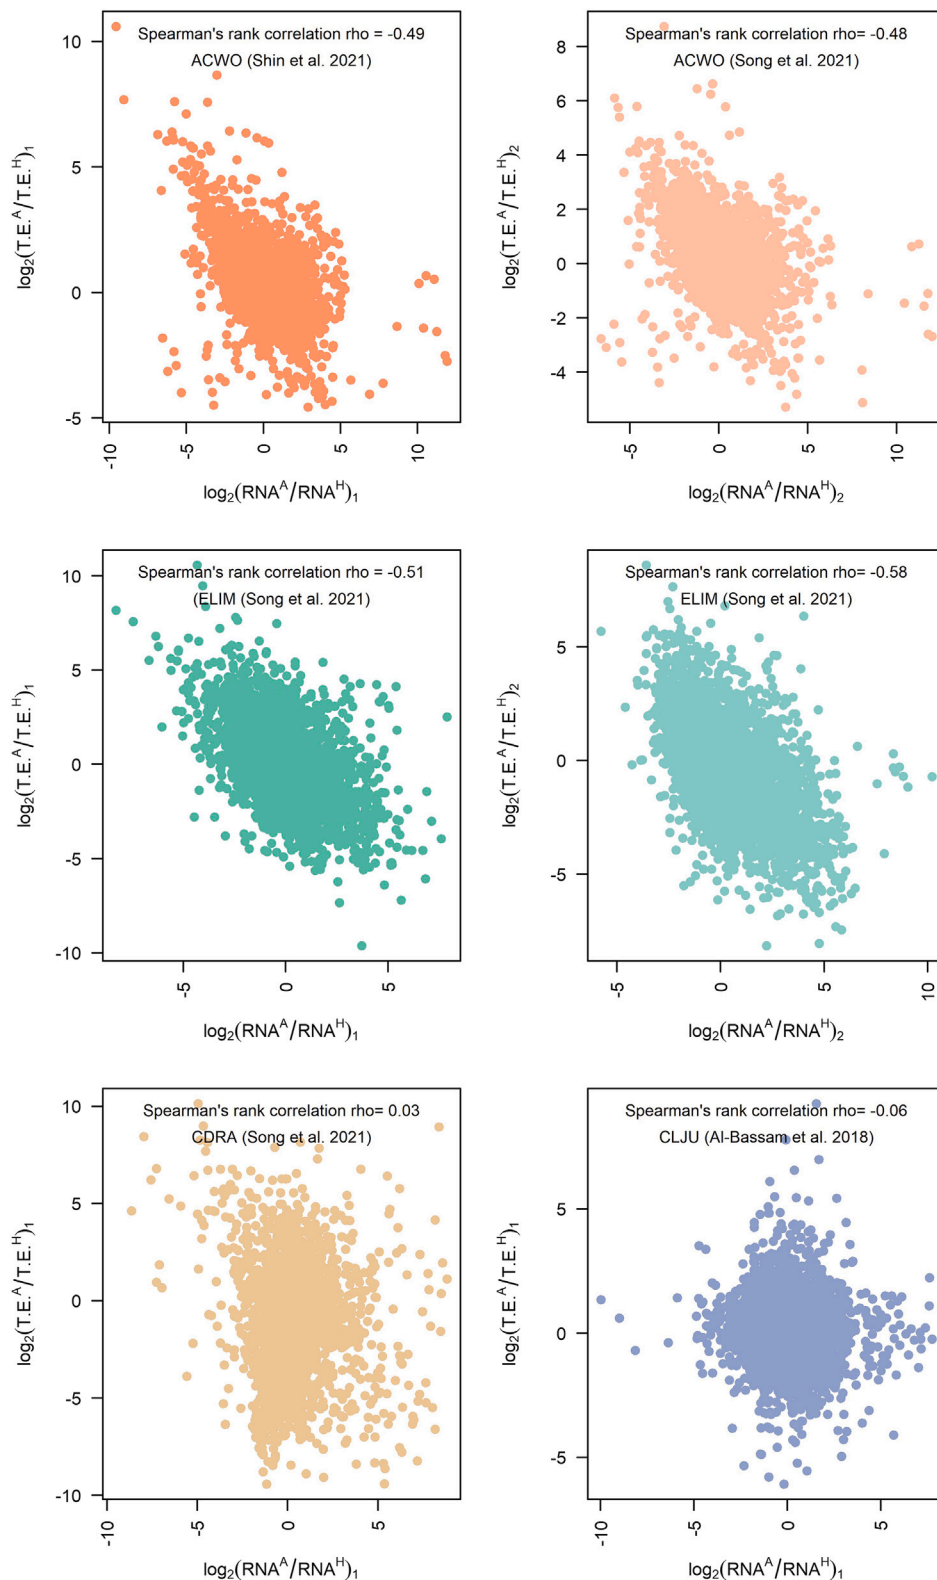 Spearman's rank correlation rho = -0.49
ACWO (Shin et al. 2021)
10
5
0
-5
log₂(T.E.ᴬ/T.E.ᴴ)₁
-10
-5
0
5
10
log₂(RNAᴬ/RNAᴴ)₁
Spearman's rank correlation rho = -0.48
ACWO (Song et al. 2021)
8
6
4
2
0
-2
-4
log₂(T.E.ᴬ/T.E.ᴴ)₂
-5
0
5
10
log₂(RNAᴬ/RNAᴴ)₂
Spearman's rank correlation rho = -0.51
(ELIM (Song et al. 2021)
10
5
0
-5
-10
log₂(T.E.ᴬ/T.E.ᴴ)₁
-5
0
5
log₂(RNAᴬ/RNAᴴ)₁
Spearman's rank correlation rho= -0.58
ELIM (Song et al. 2021)
5
0
-5
log₂(T.E.ᴬ/T.E.ᴴ)₂
-5
0
5
10
log₂(RNAᴬ/RNAᴴ)₂
Spearman's rank correlation rho= 0.03
CDRA (Song et al. 2021)
10
5
0
-5
-10
log₂(T.E.ᴬ/T.E.ᴴ)₁
-10
-5
0
5
log₂(RNAᴬ/RNAᴴ)₁
Spearman's rank correlation rho= -0.06
CLJU (Al-Bassam et al. 2018)
5
0
-5
log₂(T.E.ᴬ/T.E.ᴴ)₁
-10
-5
0
5
log₂(RNAᴬ/RNAᴴ)₁